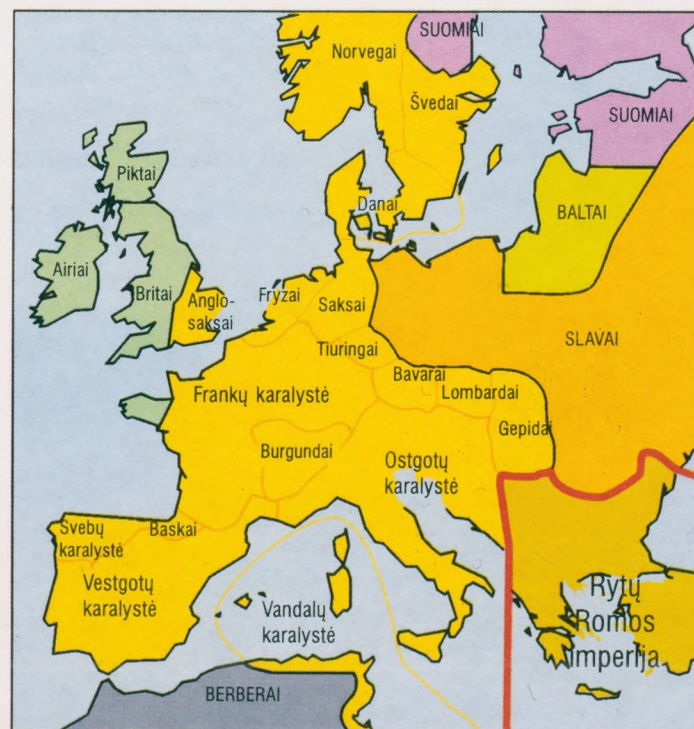 SUOMIAI
Norvegai
Švedai
SUOMIAI
Piktai
Danai
BALTAI
Airiai
Britai
Anglo-
saksai
Fryzai
Saksai
SLAVAI
Tiuringai
Bavarai
Lombardai
Frankų karalystė
Gepidai
Burgundai
Ostgotų
karalystė
Svebų
karalystė
Baskai
Vestgotų
karalystė
Vandalų
karalystė
Rytų
Romos
imperija
BERBERAI